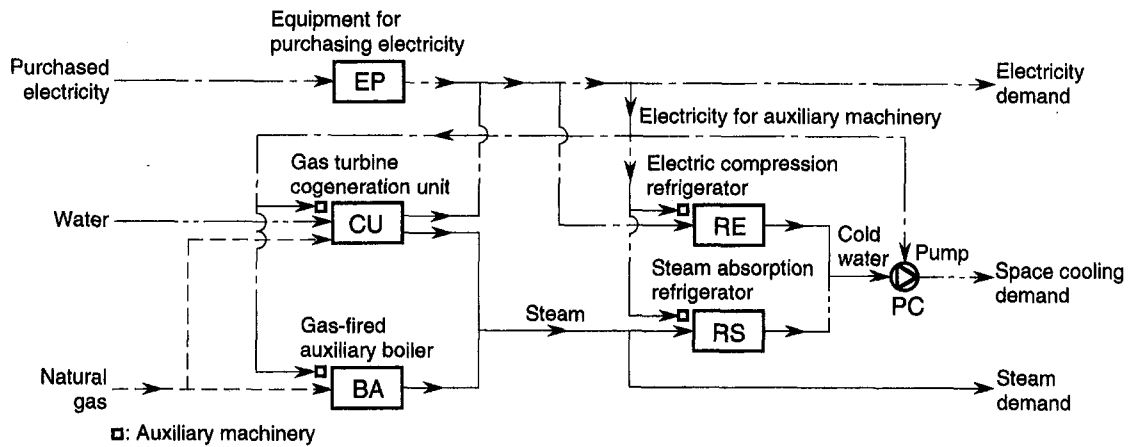 Equipment for
purchasing electricity
Purchased
electricity
EP
Electricity
demand
Electricity for auxiliary machinery
Gas turbine
cogeneration unit
Electric compression
refrigerator
Water
CU
RE
Cold
water
Pump
Steam absorption
refrigerator
Space cooling
demand
PC
Steam
RS
Gas-fired
auxiliary boiler
Natural
gas
BA
Steam
demand
: Auxiliary machinery